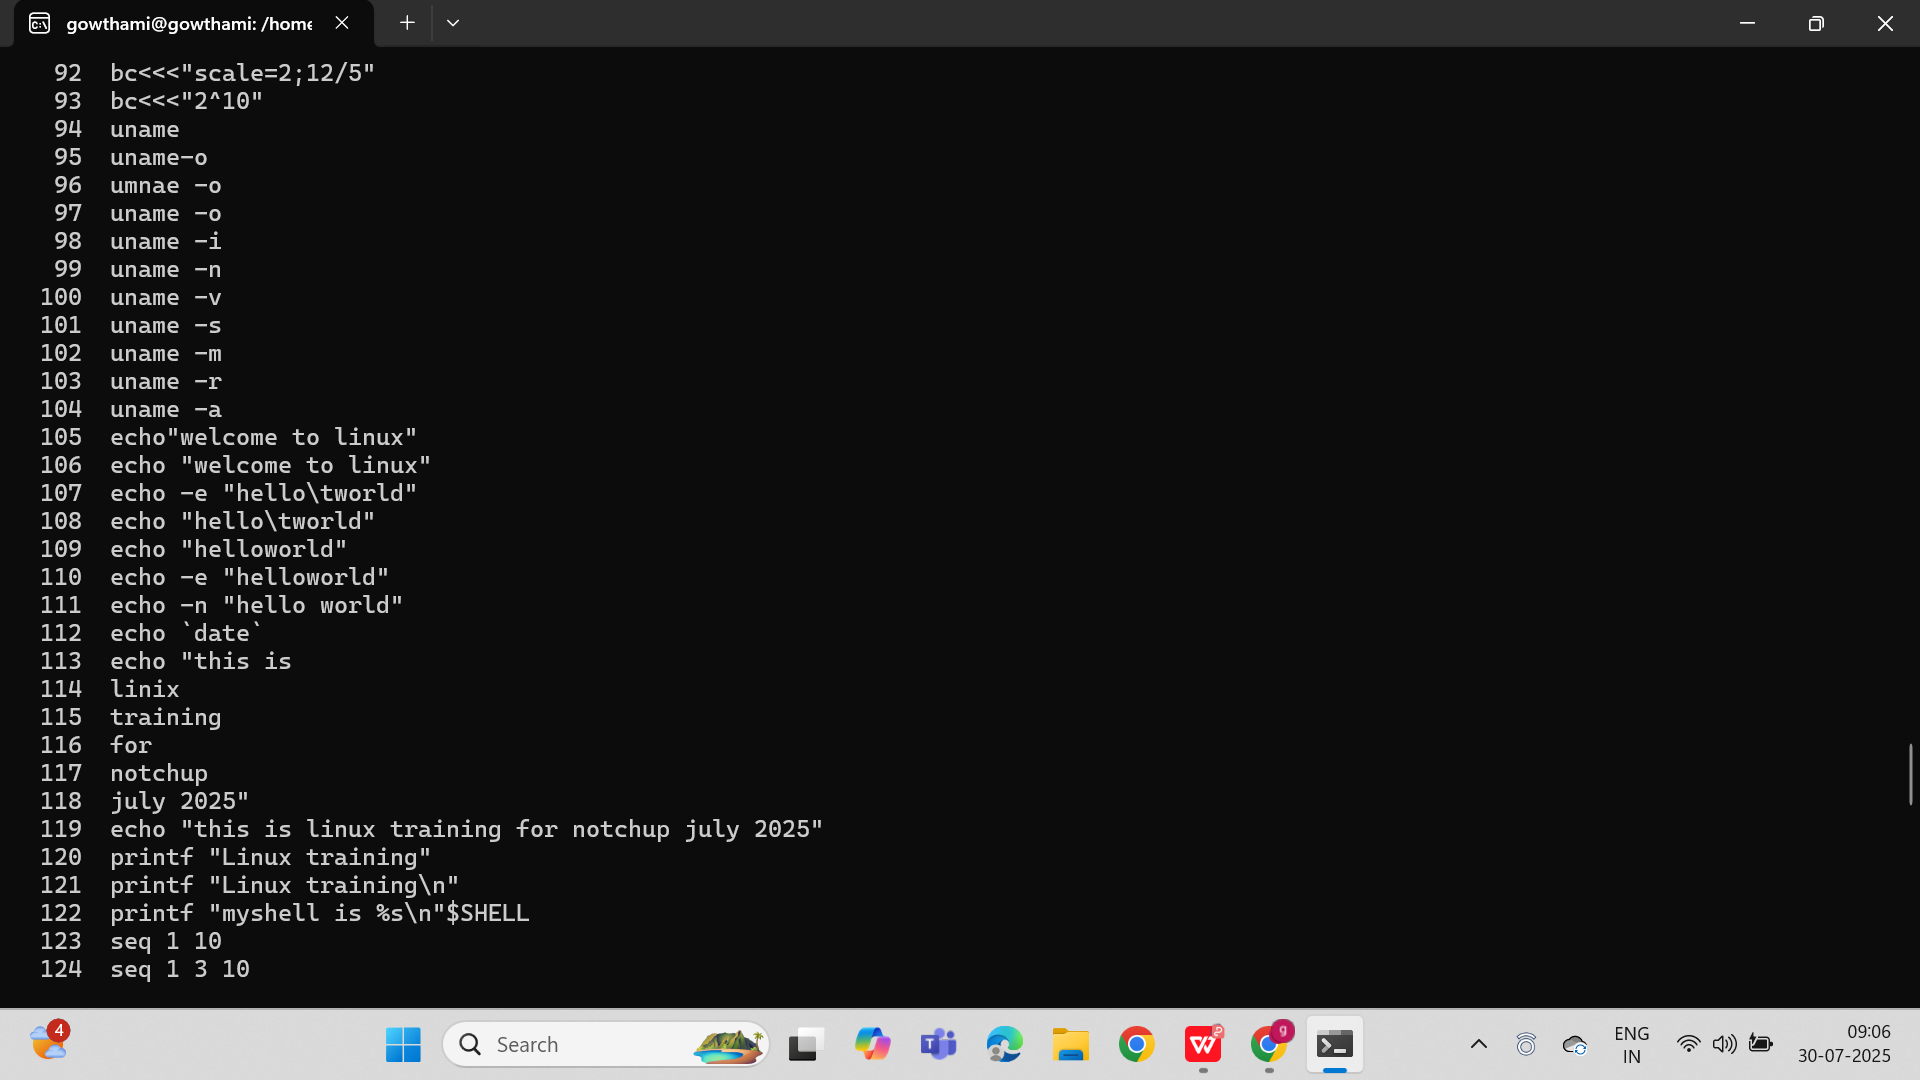 gowthami@gowthami: /home
92 bc<<<"scale=2;12/5"
93 bc<<<"2^10"
94 uname
95 uname-o
96 umnae -o
97 uname -o
98 uname -i
99 uname -n
100 uname -v
101 uname -s
102 uname -m
103 uname -r
104 uname -a
105 echo"welcome to linux"
106 echo "welcome to linux"
107 echo -e "hello\tworld"
108 echo "hello\tworld"
109 echo "helloworld"
110 echo -e "helloworld"
111 echo -n "hello world"
112 echo `date`
113 echo "this is
114 linix
115 training
116 for
117 notchup
118 july 2025"
119 echo "this is linux training for notchup july 2025"
120 printf "Linux training"
121 printf "Linux training\n"
122 printf "myshell is %s\n"$SHELL
123 seq 1 10
124 seq 1 3 10
4
Search
g
ENG
IN
09:06
30-07-2025